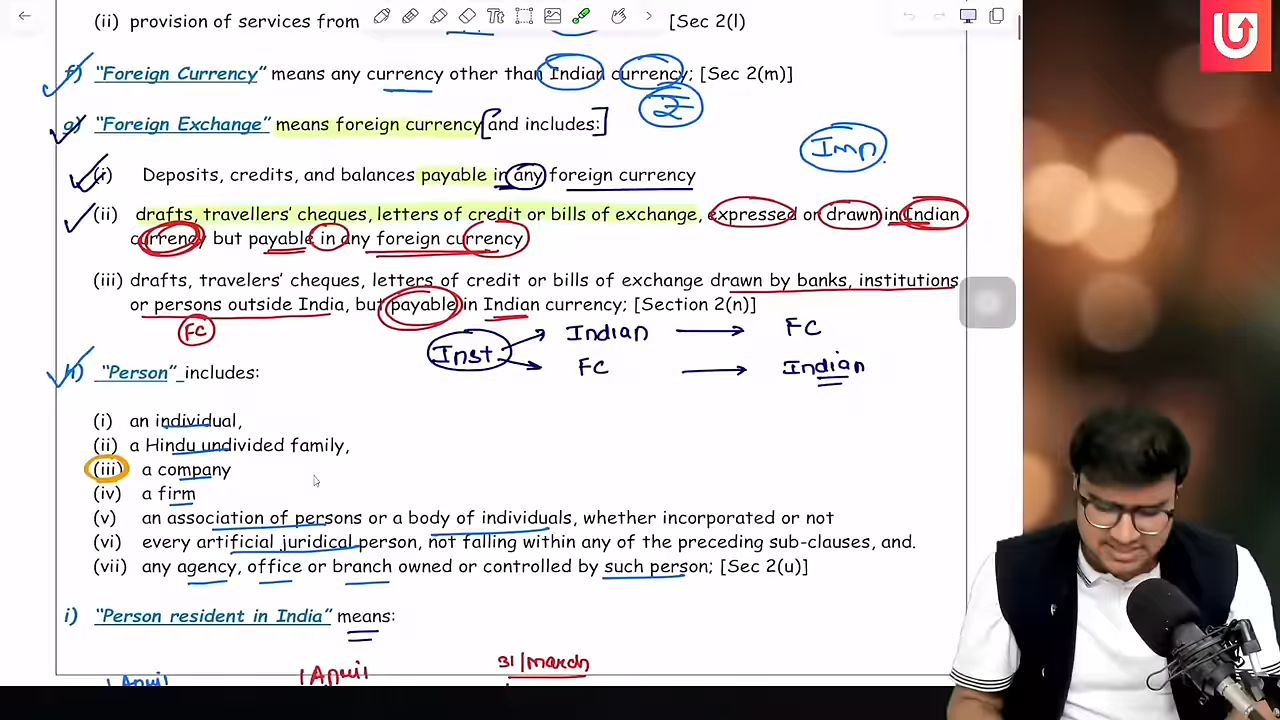 (ii) provision of services from [Sec 2(l)
Tt
f) "Foreign Currency" means any currency other than Indian currency; [Sec 2(m)]
g) "Foreign Exchange" means foreign currency [and includes:]
Imp.
(i) Deposits, credits, and balances payable in any foreign currency
(ii) drafts, travellers' cheques, letters of credit or bills of exchange, expressed or drawn in Indian
currency but payable in any foreign currency
(iii) drafts, travelers' cheques, letters of credit or bills of exchange drawn by banks, institutions
or persons outside India, but payable in Indian currency; [Section 2(n)]
FC
Inst
Indian → FC
FC → Indian
h) "Person" includes:
(i) an individual,
(ii) a Hindu undivided family,
(iii) a company
(iv) a firm
(v) an association of persons or a body of individuals, whether incorporated or not
(vi) every artificial juridical person, not falling within any of the preceding sub-clauses, and.
(vii) any agency, office or branch owned or controlled by such person; [Sec 2(u)]
i) "Person resident in India" means:
1 April
1 April
31/March